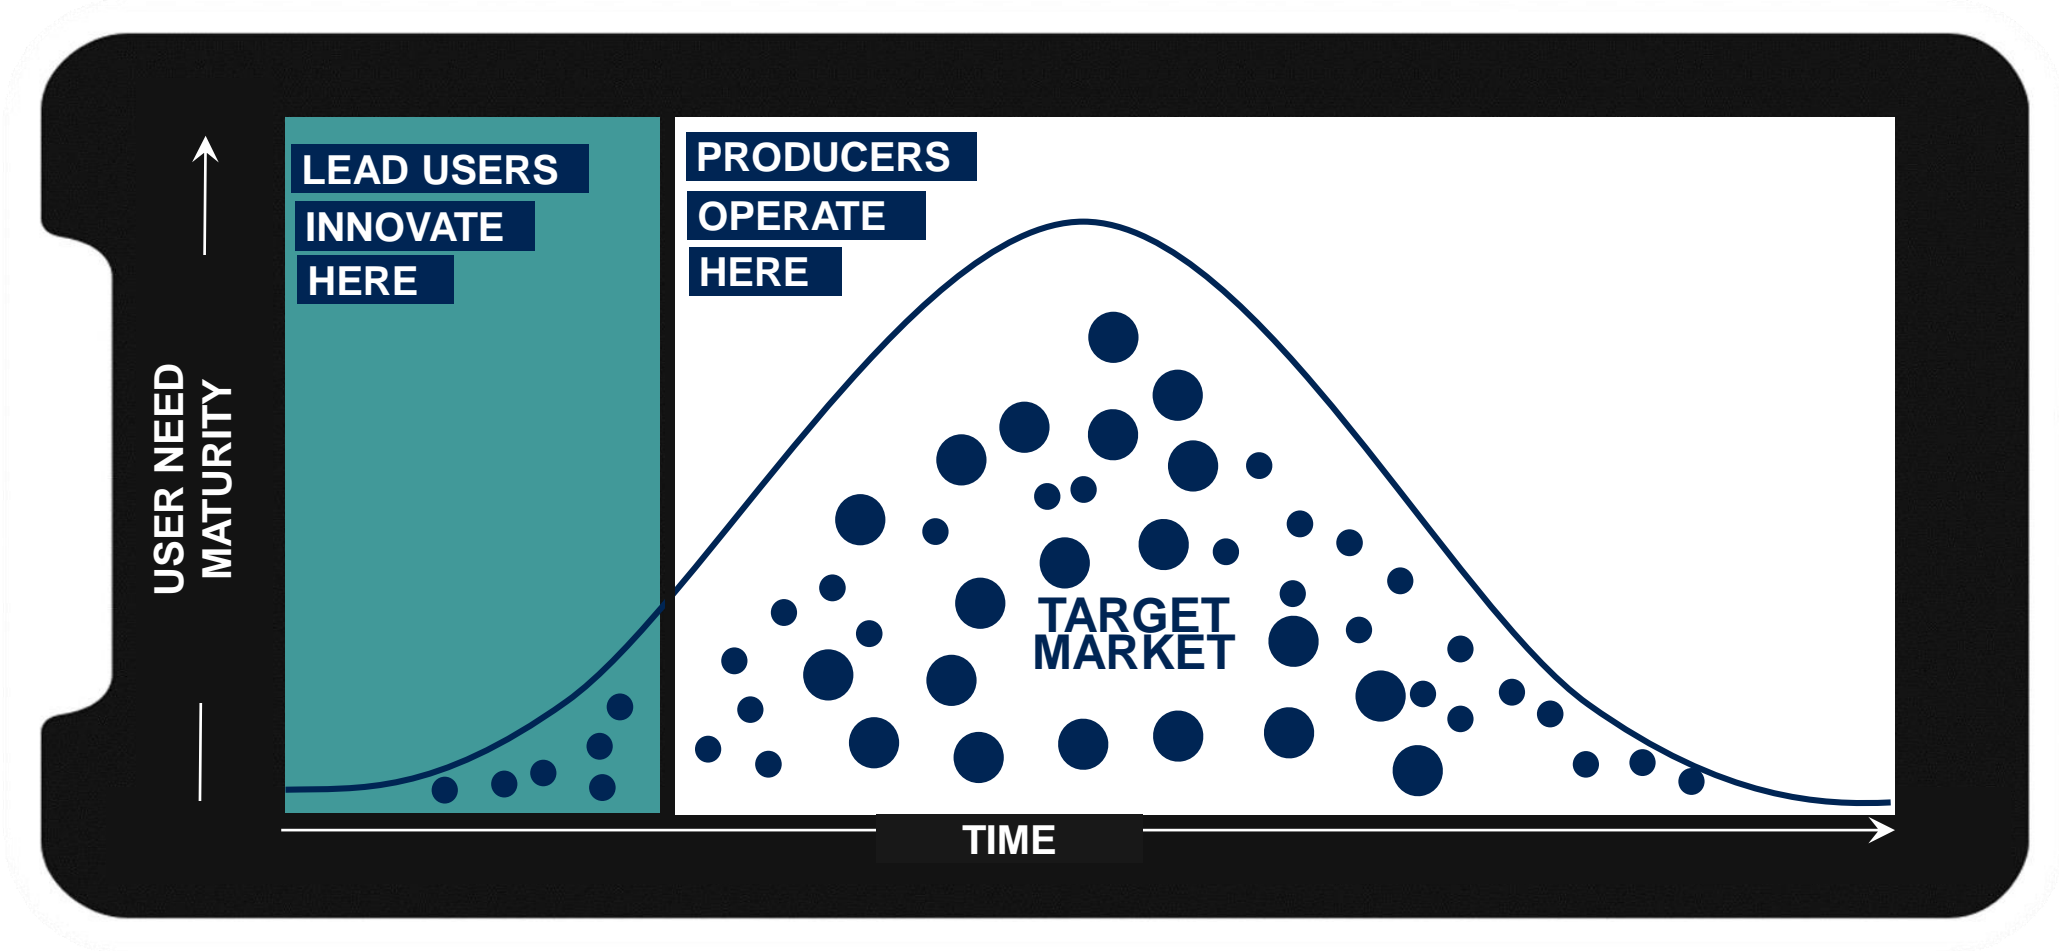 LEAD USERS
INNOVATE
HERE
PRODUCERS
OPERATE
HERE
USER NEED
MATURITY
TARGET
MARKET
TIME